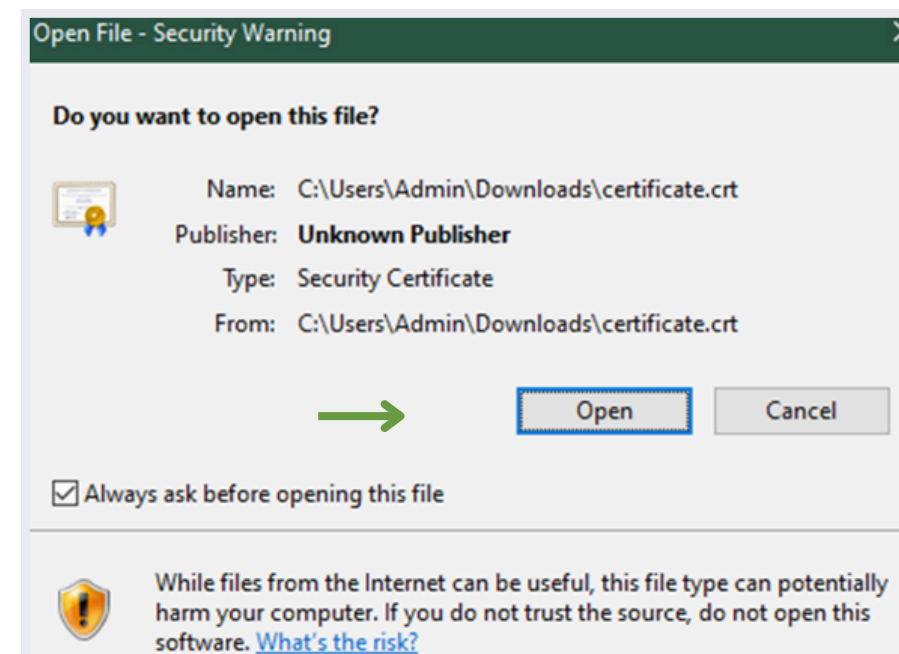 Open File - Security Warning
Do you want to open this file?
Name: C:\Users\Admin\Downloads\certificate.crt
Publisher: Unknown Publisher
Type: Security Certificate
From: C:\Users\Admin\Downloads\certificate.crt
Open Cancel
Always ask before opening this file
While files from the Internet can be useful, this file type can potentially
harm your computer. If you do not trust the source, do not open this
software. What's the risk?